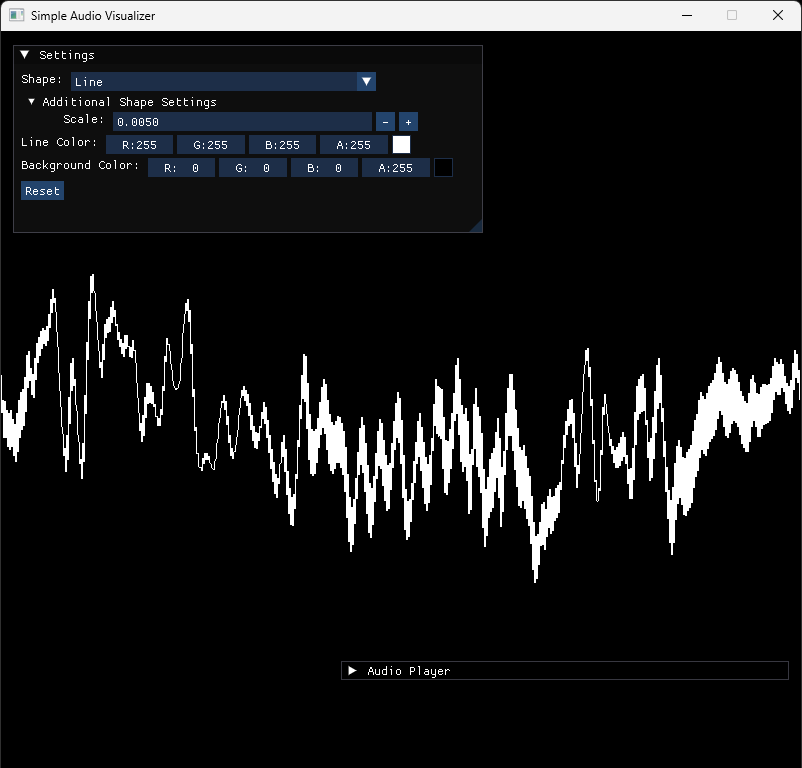 Simple Audio Visualizer
Settings
Shape: Line
Additional Shape Settings
Scale: 0.0050 - +
Line Color: R:255 G:255 B:255 A:255
Background Color: R: 0 G: 0 B: 0 A:255
Reset
Audio Player